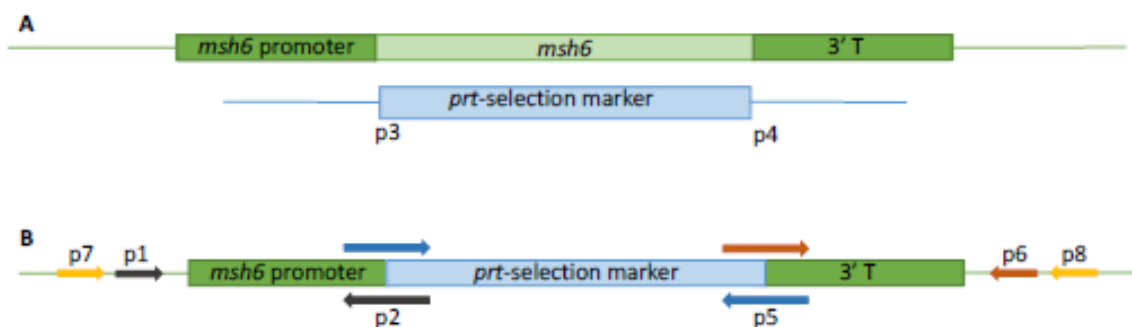 A
msh6 promoter msh6 3' T
prt-selection marker
p3 p4
B
p7 p1 p6 p8
msh6 promoter prt-selection marker 3' T
p2 p5